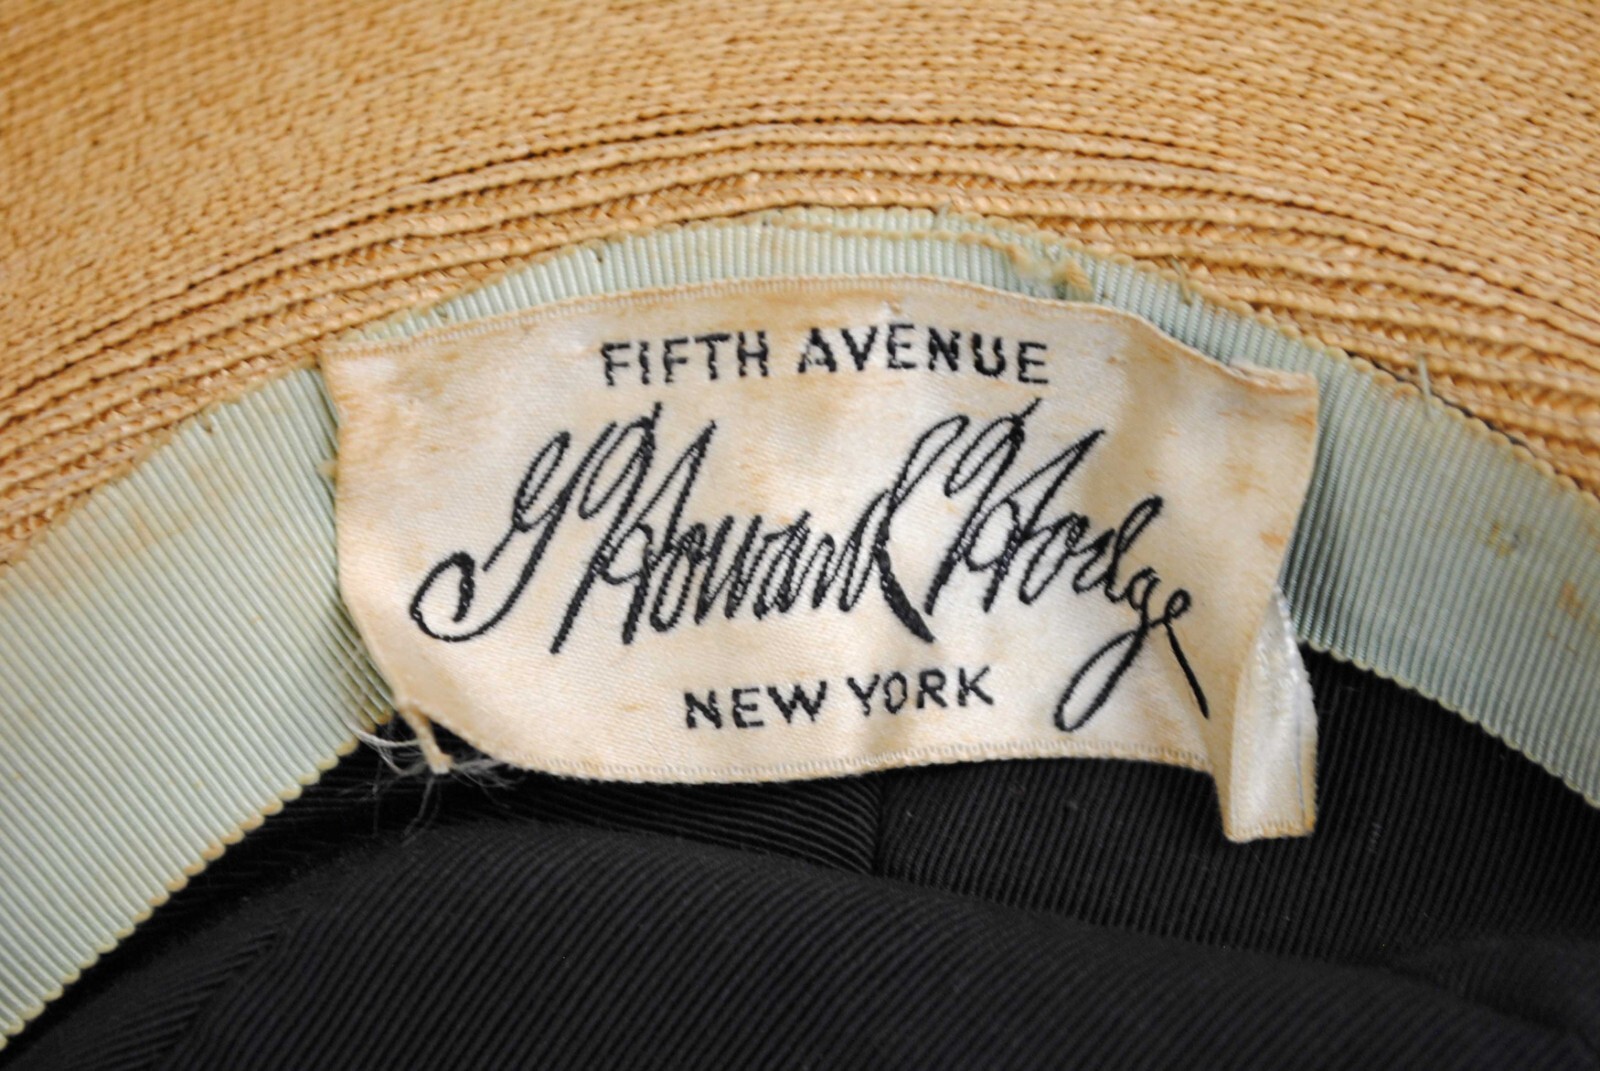 FIFTH AVENUE
G Howard Hodge
NEW YORK